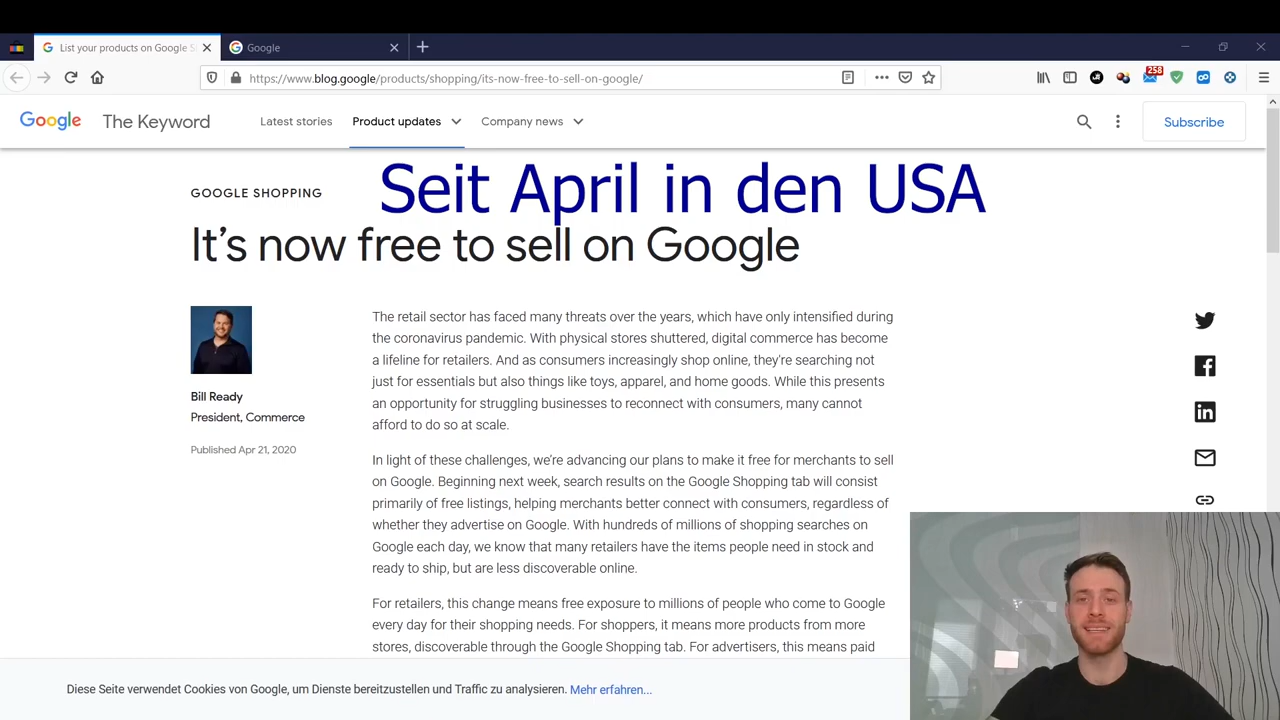 List your products on Google S
Google
https://www.blog.google/products/shopping/its-now-free-to-sell-on-google/
258
Google The Keyword
Latest stories
Product updates
Company news
Subscribe
GOOGLE SHOPPING
Seit April in den USA
It's now free to sell on Google
Bill Ready
President, Commerce
Published Apr 21, 2020
The retail sector has faced many threats over the years, which have only intensified during
the coronavirus pandemic. With physical stores shuttered, digital commerce has become
a lifeline for retailers. And as consumers increasingly shop online, they're searching not
just for essentials but also things like toys, apparel, and home goods. While this presents
an opportunity for struggling businesses to reconnect with consumers, many cannot
afford to do so at scale.
In light of these challenges, we're advancing our plans to make it free for merchants to sell
on Google. Beginning next week, search results on the Google Shopping tab will consist
primarily of free listings, helping merchants better connect with consumers, regardless of
whether they advertise on Google. With hundreds of millions of shopping searches on
Google each day, we know that many retailers have the items people need in stock and
ready to ship, but are less discoverable online.
For retailers, this change means free exposure to millions of people who come to Google
every day for their shopping needs. For shoppers, it means more products from more
stores, discoverable through the Google Shopping tab. For advertisers, this means paid
Diese Seite verwendet Cookies von Google, um Dienste bereitzustellen und Traffic zu analysieren. Mehr erfahren...